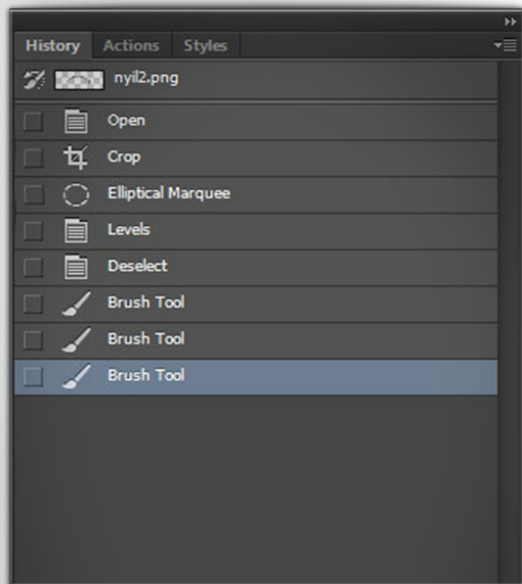 History Actions Styles
nyil2.png
Open
Crop
Elliptical Marquee
Levels
Deselect
Brush Tool
Brush Tool
Brush Tool